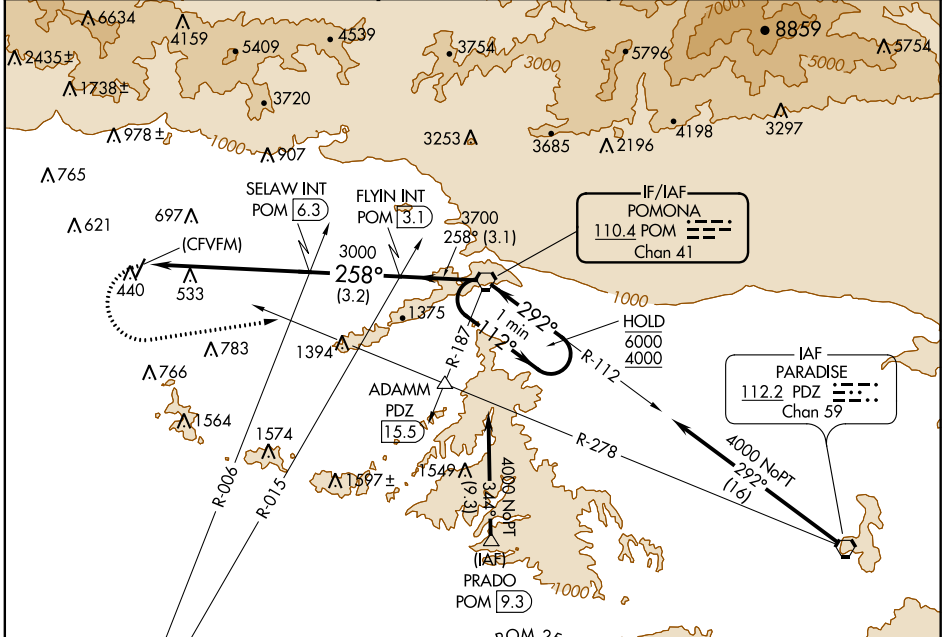 6634
4159
5409
4539
3754
5796
7000
8859
5754
2435±
3000
5000
1738±
3720
3253
3685
2196
4198
3297
978±
907
1000
765
SELAW INT
POM 6.3
FLYIN INT
POM 3.1
3700
258° (3.1)
IF/IAF
POMONA
110.4 POM
Chan 41
621
697
(CFVFM)
3000
258°
(3.2)
440
533
1000
1375
1 min
292°
112°
HOLD
6000
4000
R-187
R-112
783
1394
766
ADAMM
PDZ
15.5
IAF
PARADISE
112.2 PDZ
Chan 59
1564
1574
R-278
4000 NoPT
292°
(16)
1549
1597±
R-006
R-015
4000 NoPT
344°
(9.3)
(IAF)
PRADO
POM 9.3
1000